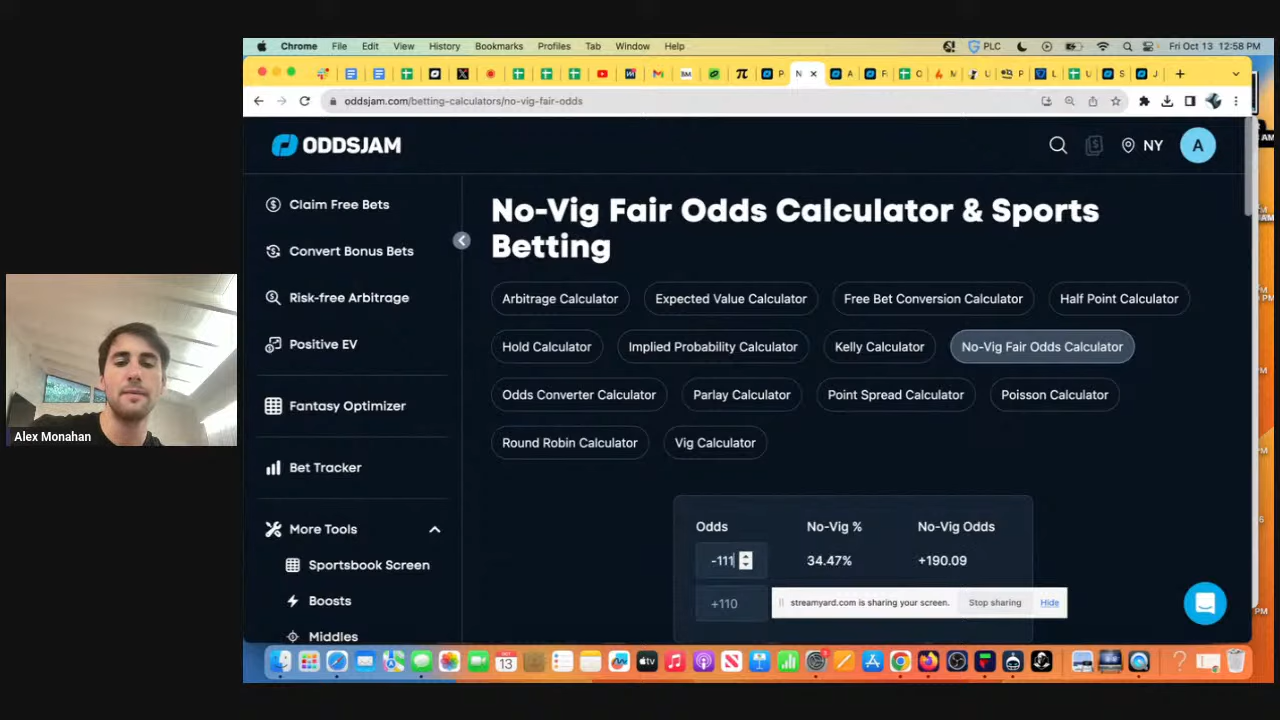 Chrome File Edit View History Bookmarks Profiles Tab Window Help PLC Fri Oct 13 12:58 PM
oddsjam.com/betting-calculators/no-vig-fair-odds
ODDSJAM
NY
A
Claim Free Bets
Convert Bonus Bets
Risk-free Arbitrage
Positive EV
Fantasy Optimizer
Bet Tracker
More Tools
Sportsbook Screen
Boosts
Middles
No-Vig Fair Odds Calculator & Sports
Betting
Arbitrage Calculator Expected Value Calculator Free Bet Conversion Calculator Half Point Calculator
Hold Calculator Implied Probability Calculator Kelly Calculator No-Vig Fair Odds Calculator
Odds Converter Calculator Parlay Calculator Point Spread Calculator Poisson Calculator
Round Robin Calculator Vig Calculator
Odds No-Vig % No-Vig Odds
-111 34.47% +190.09
+110
streamyard.com is sharing your screen. Stop sharing Hide
Alex Monahan